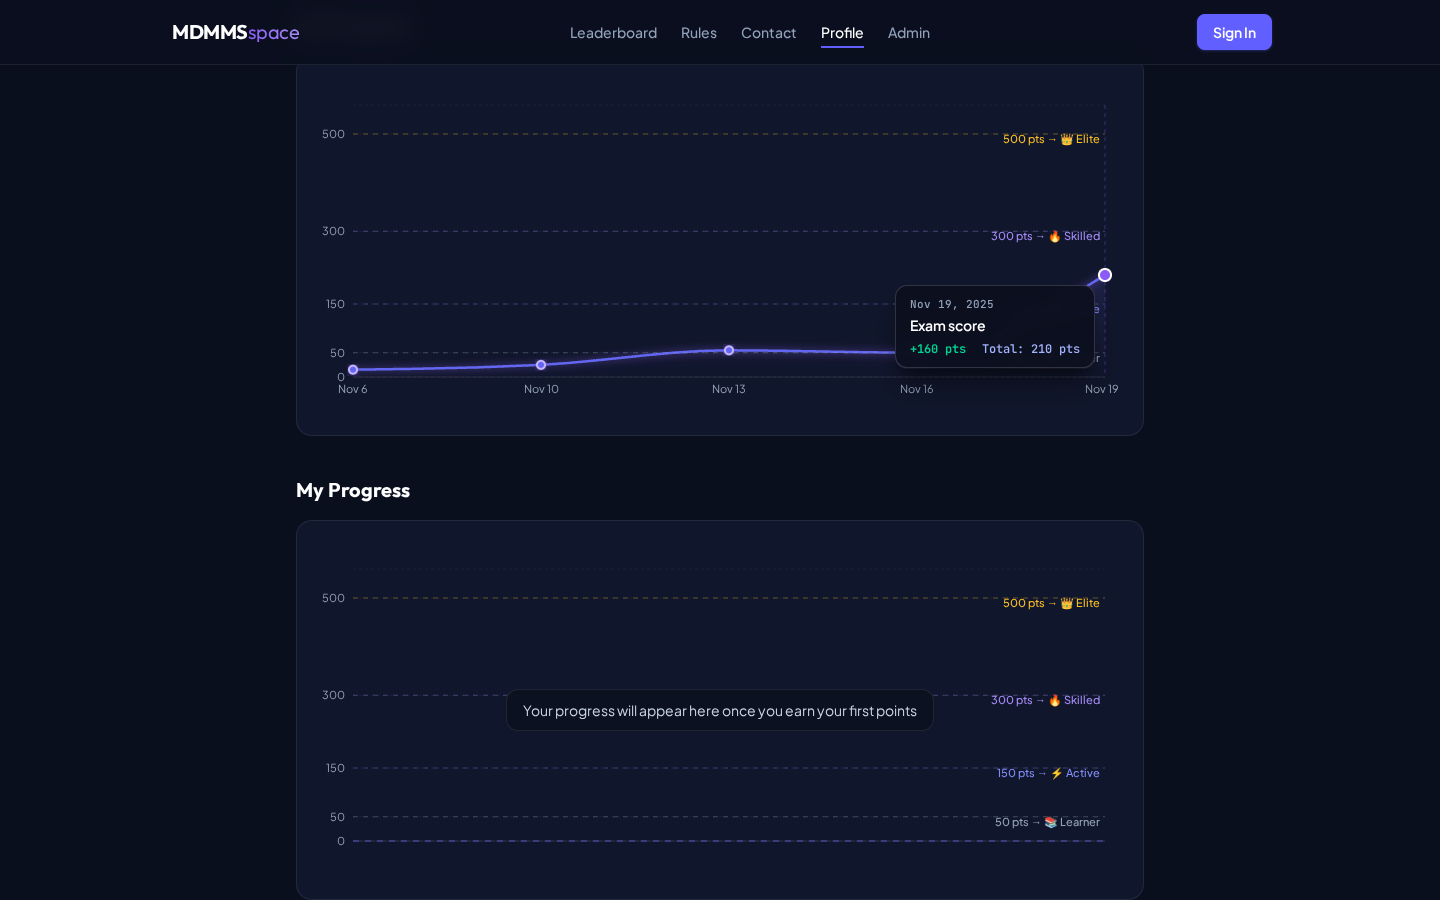 MDMMSspace
Leaderboard
Rules
Contact
Profile
Admin
Sign In
500
500 pts → 👑 Elite
300
300 pts → 🔥 Skilled
150
50
0
Nov 19, 2025
Exam score
+160 pts Total: 210 pts
Nov 6
Nov 10
Nov 13
Nov 16
Nov 19
My Progress
500
500 pts → 👑 Elite
300
300 pts → 🔥 Skilled
Your progress will appear here once you earn your first points
150
150 pts → ⚡ Active
50
50 pts → 📚 Learner
0